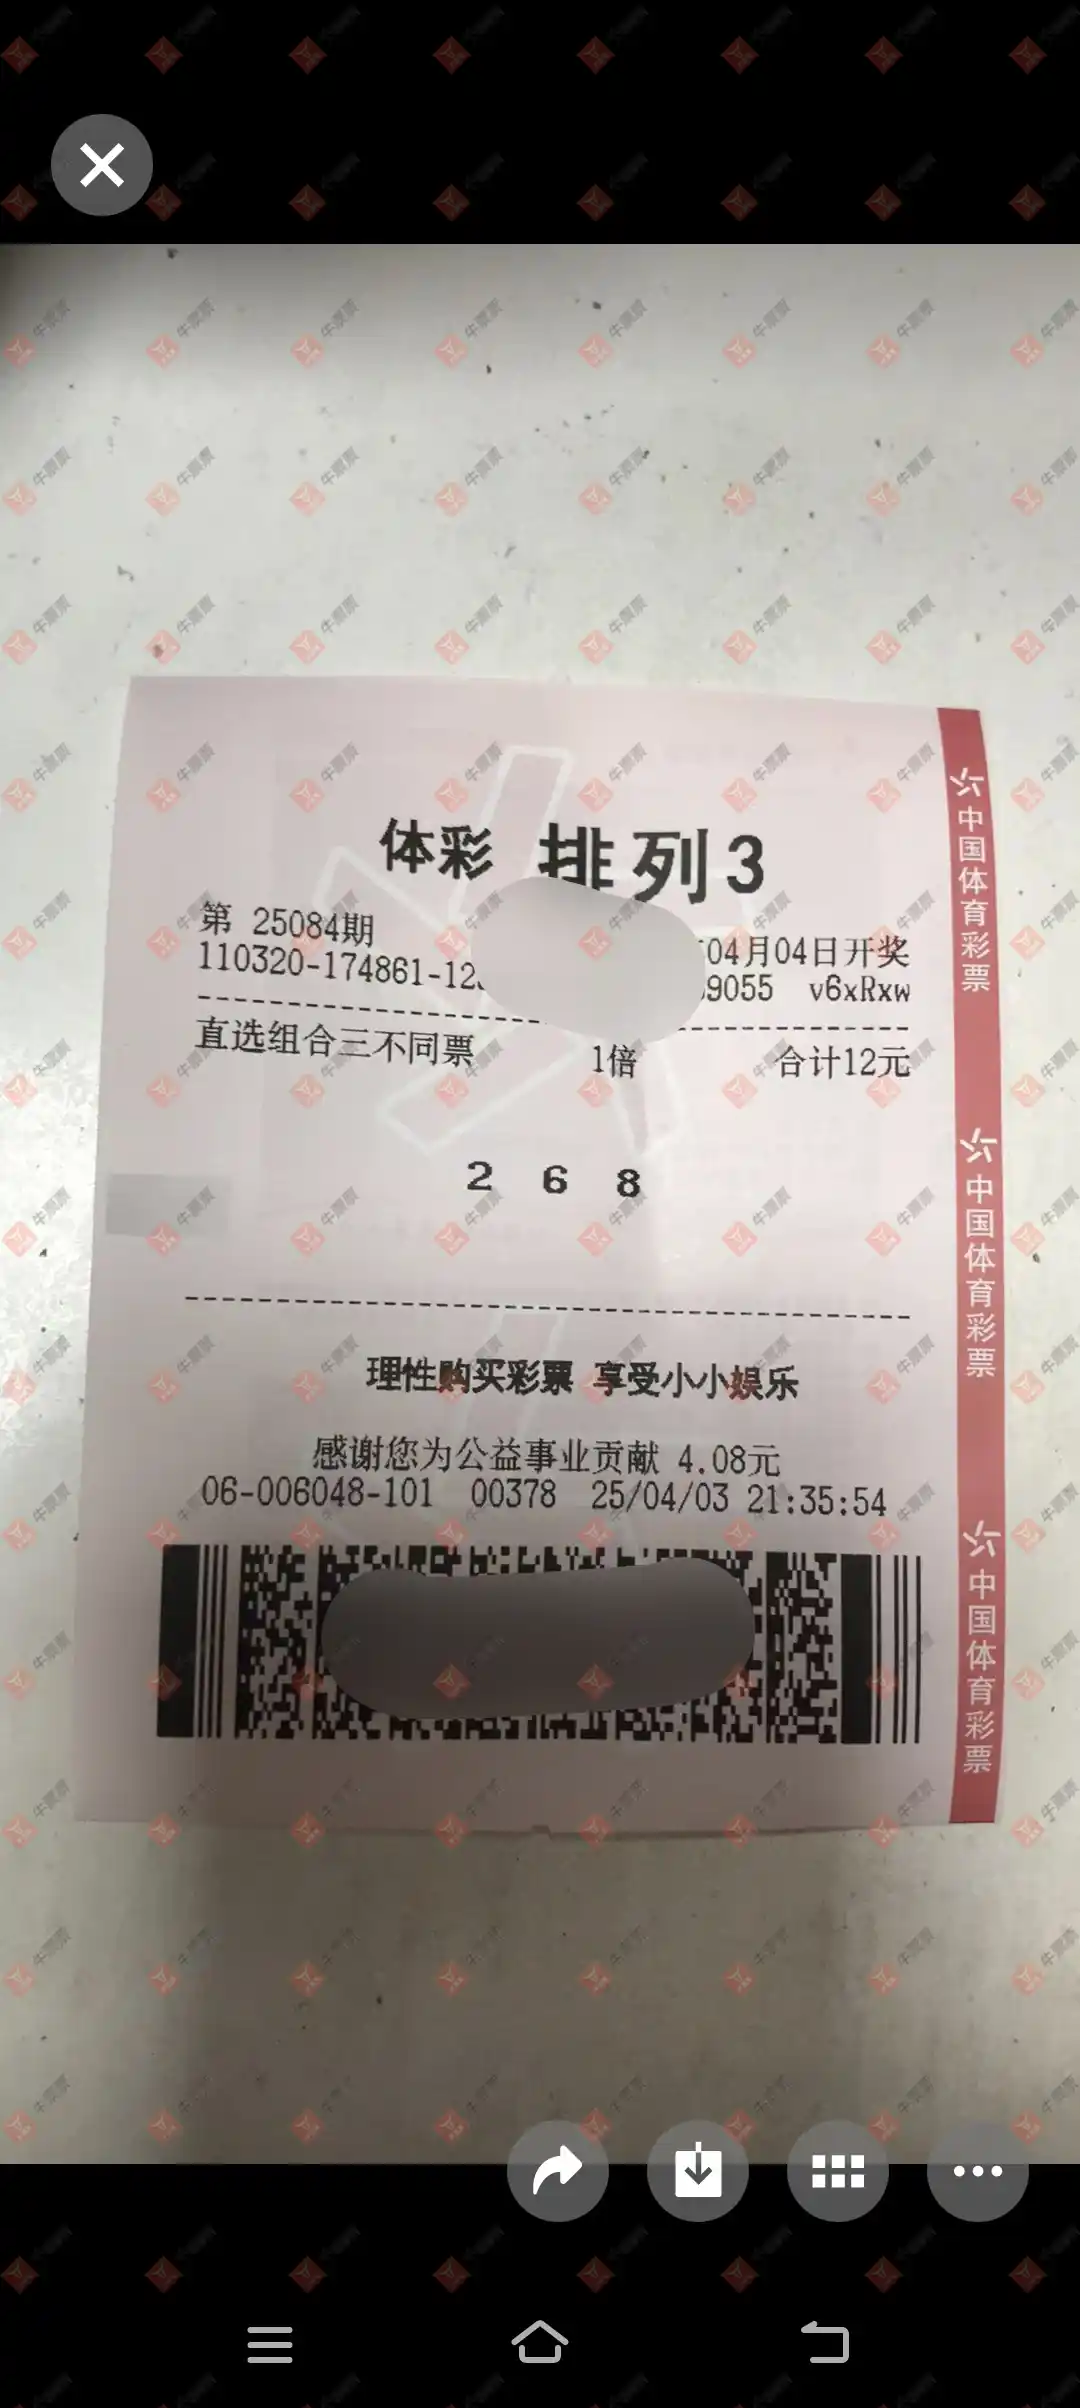 体彩 排列3
第 25084期
04月04日开奖
110320-174861-12
9055 v6xRxw
直选组合三不同票 1倍 合计12元
2 6 8
理性购买彩票 享受小小娱乐
感谢您为公益事业贡献 4.08元
06-006048-101 00378 25/04/03 21:35:54
中国体育彩票
中国体育彩票
中国体育彩票
牛票票